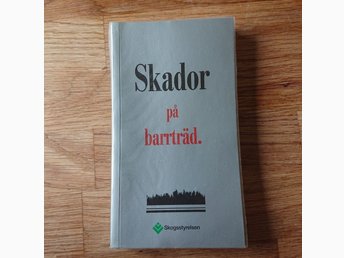 Skador
på
barrträd.
Skogsstyrelsen